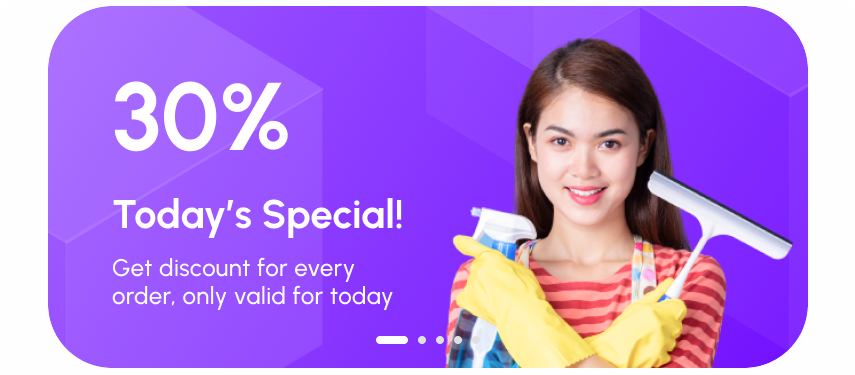 30%
Today's Special!
Get discount for every
order, only valid for today